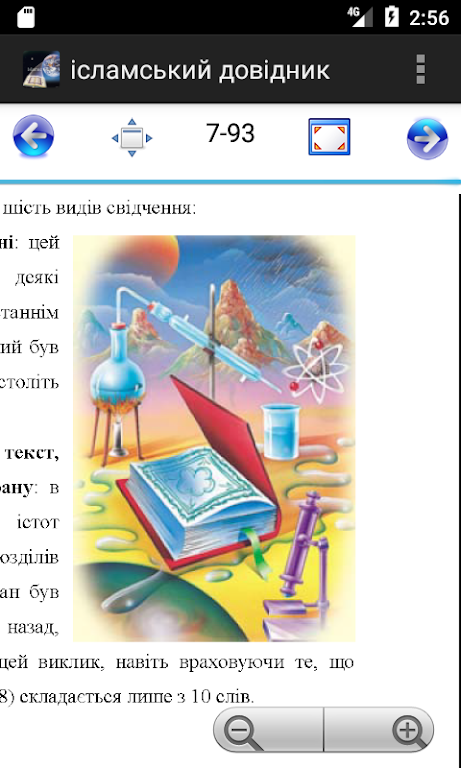 4G 2:56
ісламський довідник
7-93
шість видів свідчення:
ні: цей
деякі
таннім
ий був
століть
текст,
рану: в
істот
озділів
ан був
назад,
цей виклик, навіть враховуючи те, що
8) складається лише з 10 слів.